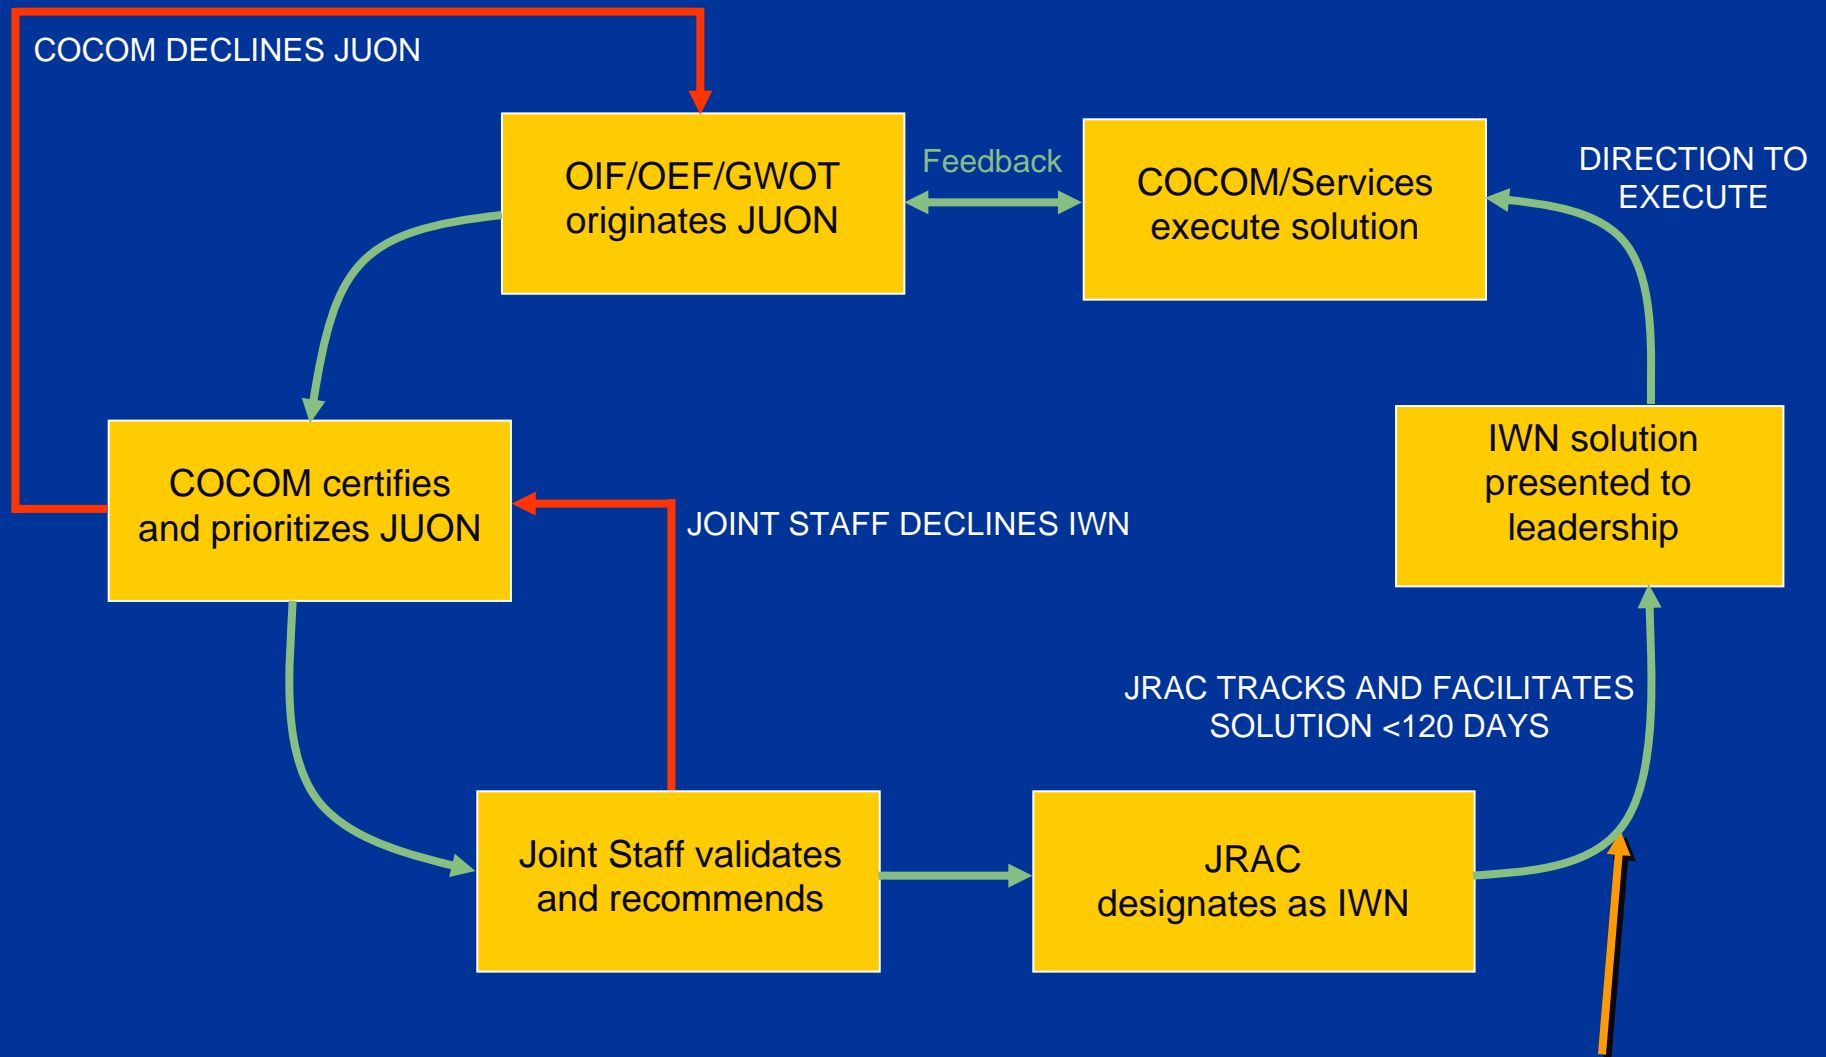 COCOM DECLINES JUON
OIF/OEF/GWOT
originates JUON
Feedback
COCOM/Services
execute solution
DIRECTION TO
EXECUTE
COCOM certifies
and prioritizes JUON
JOINT STAFF DECLINES IWN
IWN solution
presented to
leadership
JRAC TRACKS AND FACILITATES
SOLUTION <120 DAYS
Joint Staff validates
and recommends
JRAC
designates as IWN